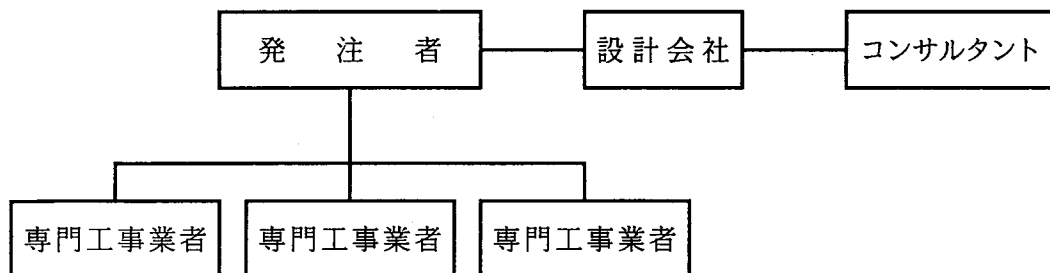 発注者
設計会社
コンサルタント
専門工事業者
専門工事業者
専門工事業者